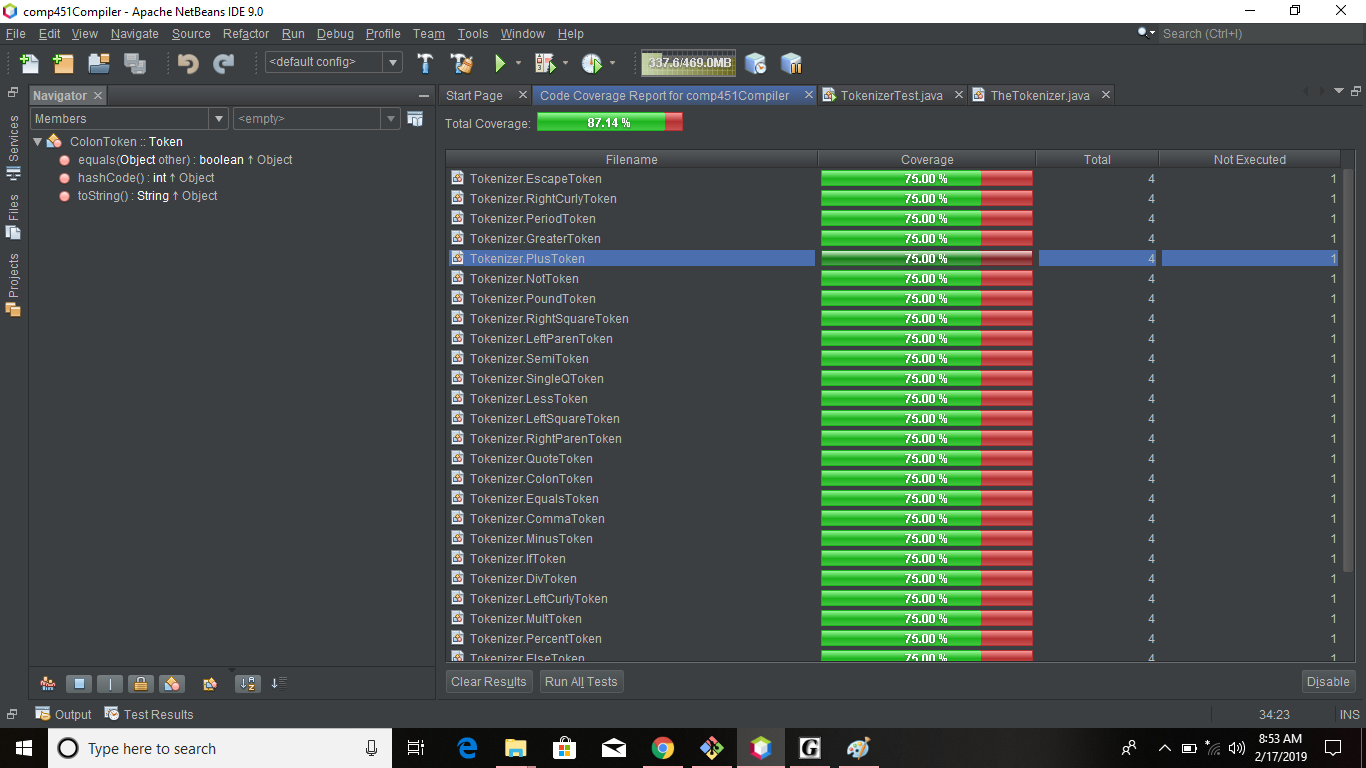 comp451Compiler - Apache NetBeans IDE 9.0
File Edit View Navigate Source Refactor Run Debug Profile Team Tools Window Help
Search (Ctrl+I)
<default config>
337.6/469.0MB
Services
Files
Projects
Navigator
Members
<empty>
ColonToken :: Token
equals(Object other) : boolean ↑ Object
hashCode() : int ↑ Object
toString() : String ↑ Object
Start Page
Code Coverage Report for comp451Compiler
TokenizerTest.java
TheTokenizer.java
Total Coverage: 87.14 %
Filename Coverage Total Not Executed
Tokenizer.EscapeToken 75.00 % 4 1
Tokenizer.RightCurlyToken 75.00 % 4 1
Tokenizer.PeriodToken 75.00 % 4 1
Tokenizer.GreaterToken 75.00 % 4 1
Tokenizer.PlusToken 75.00 % 4 1
Tokenizer.NotToken 75.00 % 4 1
Tokenizer.PoundToken 75.00 % 4 1
Tokenizer.RightSquareToken 75.00 % 4 1
Tokenizer.LeftParenToken 75.00 % 4 1
Tokenizer.SemiToken 75.00 % 4 1
Tokenizer.SingleQToken 75.00 % 4 1
Tokenizer.LessToken 75.00 % 4 1
Tokenizer.LeftSquareToken 75.00 % 4 1
Tokenizer.RightParenToken 75.00 % 4 1
Tokenizer.QuoteToken 75.00 % 4 1
Tokenizer.ColonToken 75.00 % 4 1
Tokenizer.EqualsToken 75.00 % 4 1
Tokenizer.CommaToken 75.00 % 4 1
Tokenizer.MinusToken 75.00 % 4 1
Tokenizer.IfToken 75.00 % 4 1
Tokenizer.DivToken 75.00 % 4 1
Tokenizer.LeftCurlyToken 75.00 % 4 1
Tokenizer.MultToken 75.00 % 4 1
Tokenizer.PercentToken 75.00 % 4 1
Tokenizer.ElseToken 75.00 % 4 1
Clear Results
Run All Tests
Disable
Output
Test Results
34:23
INS
Type here to search
8:53 AM
2/17/2019